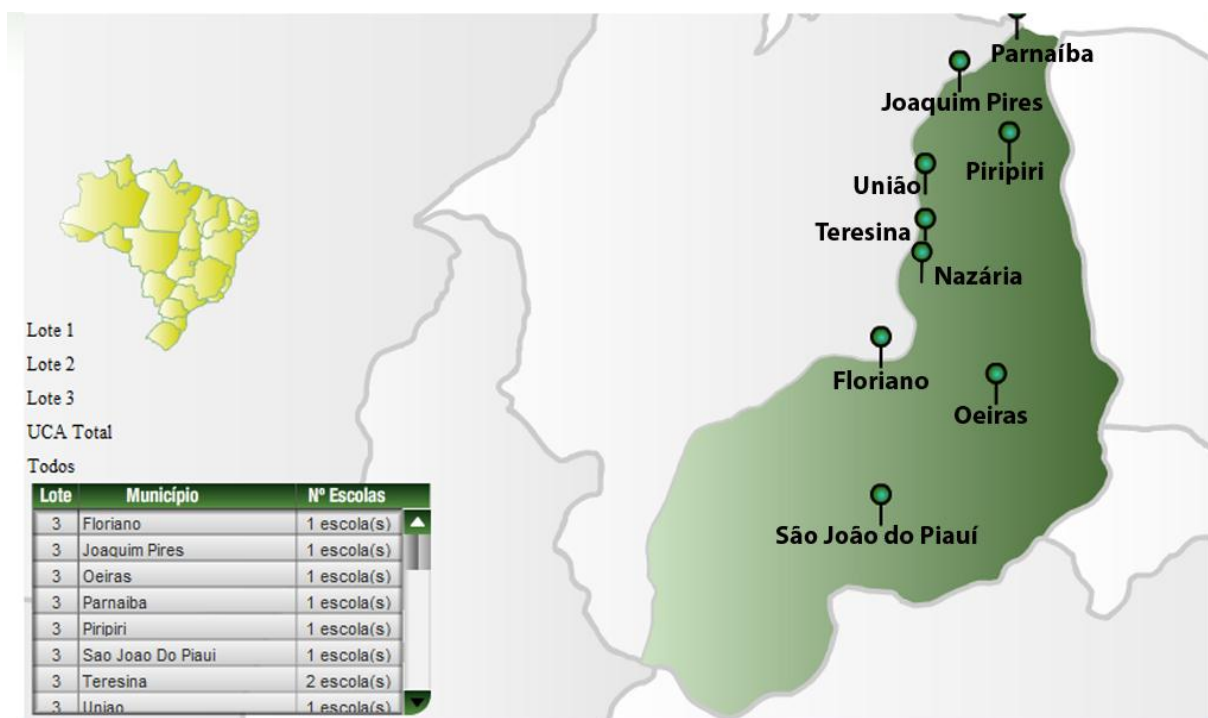 Parnaíba
Joaquim Pires
Piripiri
União
Teresina
Nazária
Floriano
Oeiras
São João do Piauí
Lote 1
Lote 2
Lote 3
UCA Total
Todos
Lote Município Nº Escolas
3 Floriano 1 escola(s)
3 Joaquim Pires 1 escola(s)
3 Oeiras 1 escola(s)
3 Parnaiba 1 escola(s)
3 Piripiri 1 escola(s)
3 Sao Joao Do Piaui 1 escola(s)
3 Teresina 2 escola(s)
3 Uniao 1 escola(s)